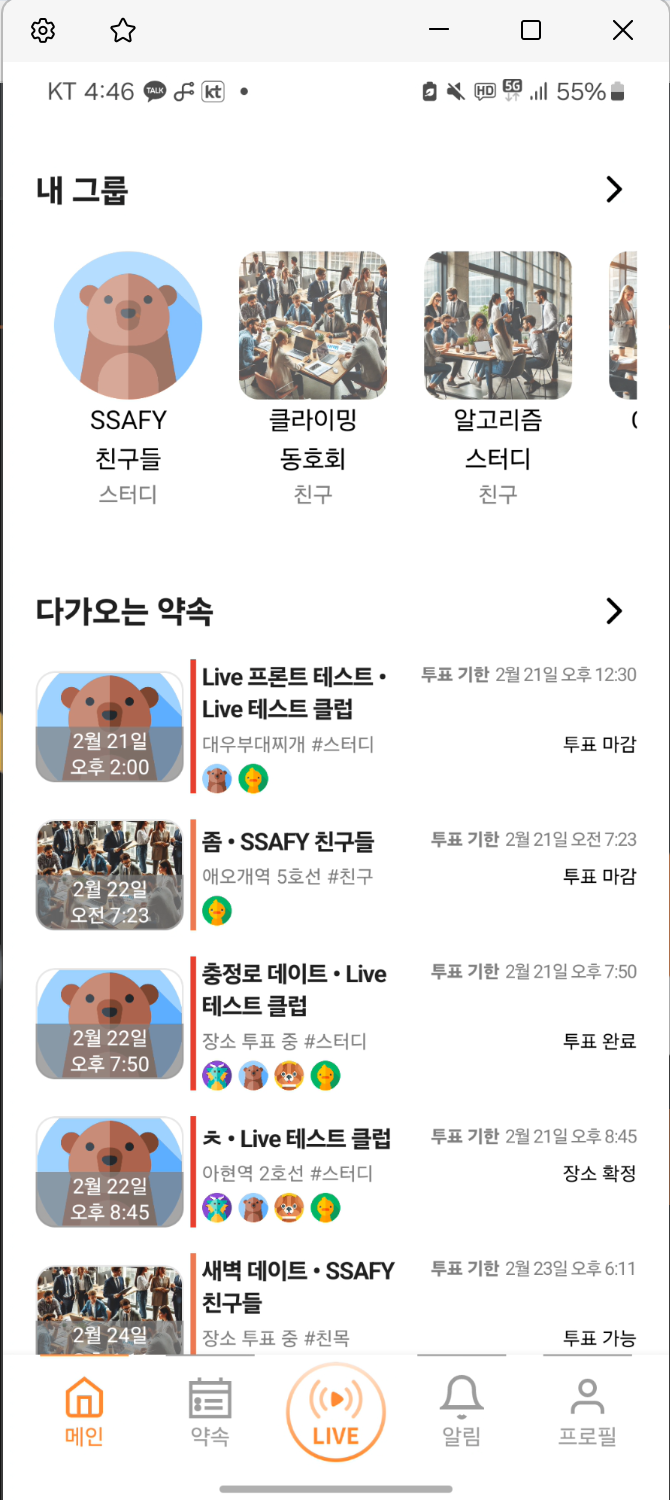 KT 4:46 TALK kt • HD 5G 55%
내 그룹
SSAFY
친구들
스터디
클라이밍
동호회
친구
알고리즘
스터디
친구
다가오는 약속
2월 21일
오후 2:00
Live 프론트 테스트 •
Live 테스트 클럽
대우부대찌개 #스터디
투표 기한 2월 21일 오후 12:30
투표 마감
2월 22일
오전 7:23
좀 • SSAFY 친구들
애오개역 5호선 #친구
투표 기한 2월 21일 오전 7:23
투표 마감
2월 22일
오후 7:50
충정로 데이트 • Live
테스트 클럽
장소 투표 중 #스터디
투표 기한 2월 21일 오후 7:50
투표 완료
2월 22일
오후 8:45
ㅊ • Live 테스트 클럽
아현역 2호선 #스터디
투표 기한 2월 21일 오후 8:45
장소 확정
2월 24일
새벽 데이트 • SSAFY
친구들
장소 투표 중 #친목
투표 기한 2월 23일 오후 6:11
투표 가능
메인
약속
LIVE
알림
프로필